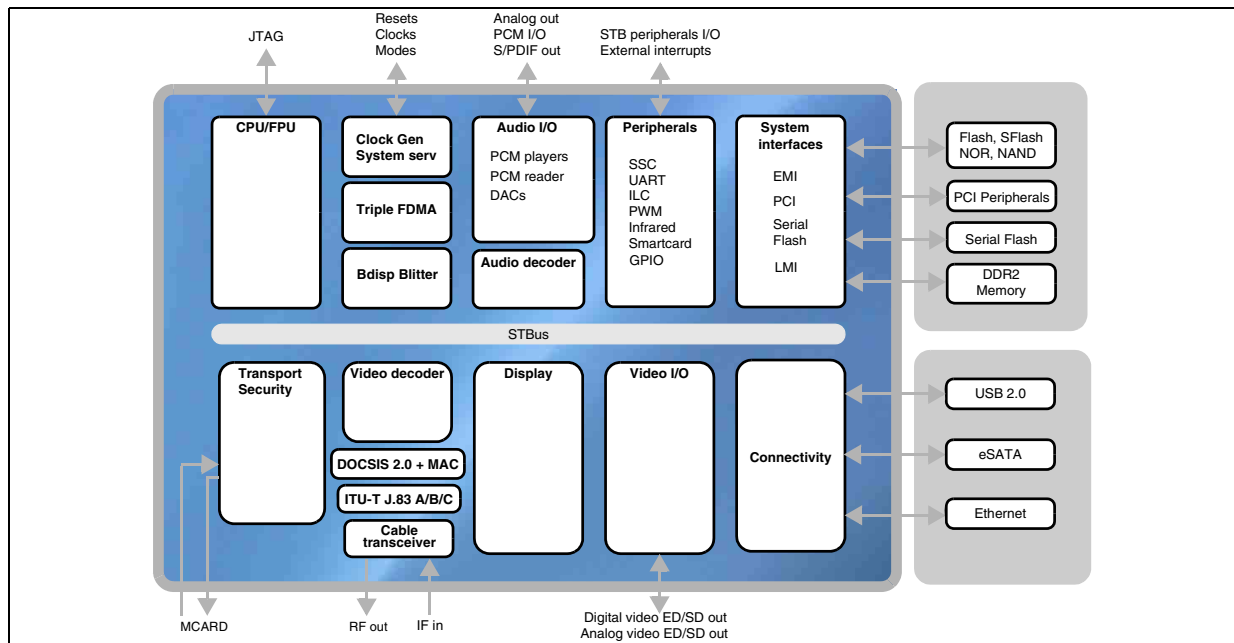 JTAG
Resets
Clocks
Modes
Analog out
PCM I/O
S/PDIF out
STB peripherals I/O
External interrupts
CPU/FPU
Clock Gen
System serv
Triple FDMA
Bdisp Blitter
Audio I/O
PCM players
PCM reader
DACs
Audio decoder
Peripherals
SSC
UART
ILC
PWM
Infrared
Smartcard
GPIO
System
interfaces
EMI
PCI
Serial
Flash
LMI
Flash, SFlash
NOR, NAND
PCI Peripherals
Serial Flash
DDR2
Memory
STBus
Transport
Security
Video decoder
DOCSIS 2.0 + MAC
ITU-T J.83 A/B/C
Cable
transceiver
Display
Video I/O
Connectivity
USB 2.0
eSATA
Ethernet
MCARD
RF out
IF in
Digital video ED/SD out
Analog video ED/SD out